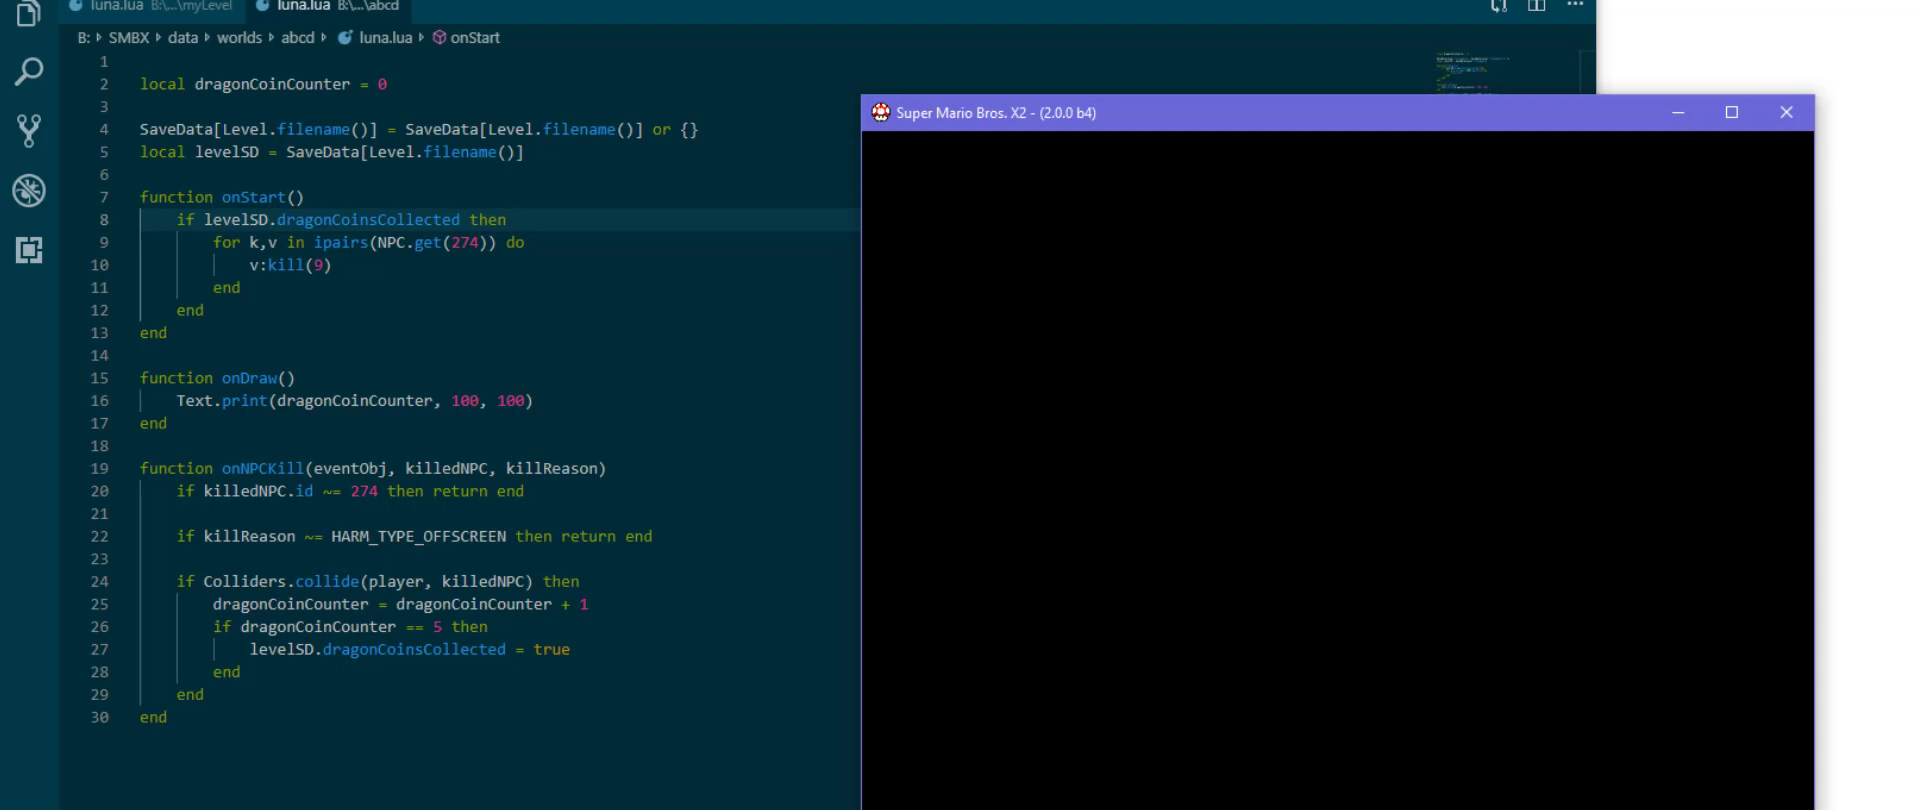 luna.lua B:\...\myLevel luna.lua B:\...\abcd
B: SMBX data worlds abcd luna.lua onStart
1
2 local dragonCoinCounter = 0
3
4 SaveData[Level.filename()] = SaveData[Level.filename()] or {}
5 local levelSD = SaveData[Level.filename()]
6
7 function onStart()
8 if levelSD.dragonCoinsCollected then
9 for k,v in ipairs(NPC.get(274)) do
10 v:kill(9)
11 end
12 end
13 end
14
15 function onDraw()
16 Text.print(dragonCoinCounter, 100, 100)
17 end
18
19 function onNPCKill(eventObj, killedNPC, killReason)
20 if killedNPC.id ~= 274 then return end
21
22 if killReason ~= HARM_TYPE_OFFSCREEN then return end
23
24 if Colliders.collide(player, killedNPC) then
25 dragonCoinCounter = dragonCoinCounter + 1
26 if dragonCoinCounter == 5 then
27 levelSD.dragonCoinsCollected = true
28 end
29 end
30 end
Super Mario Bros. X2 - (2.0.0 b4)